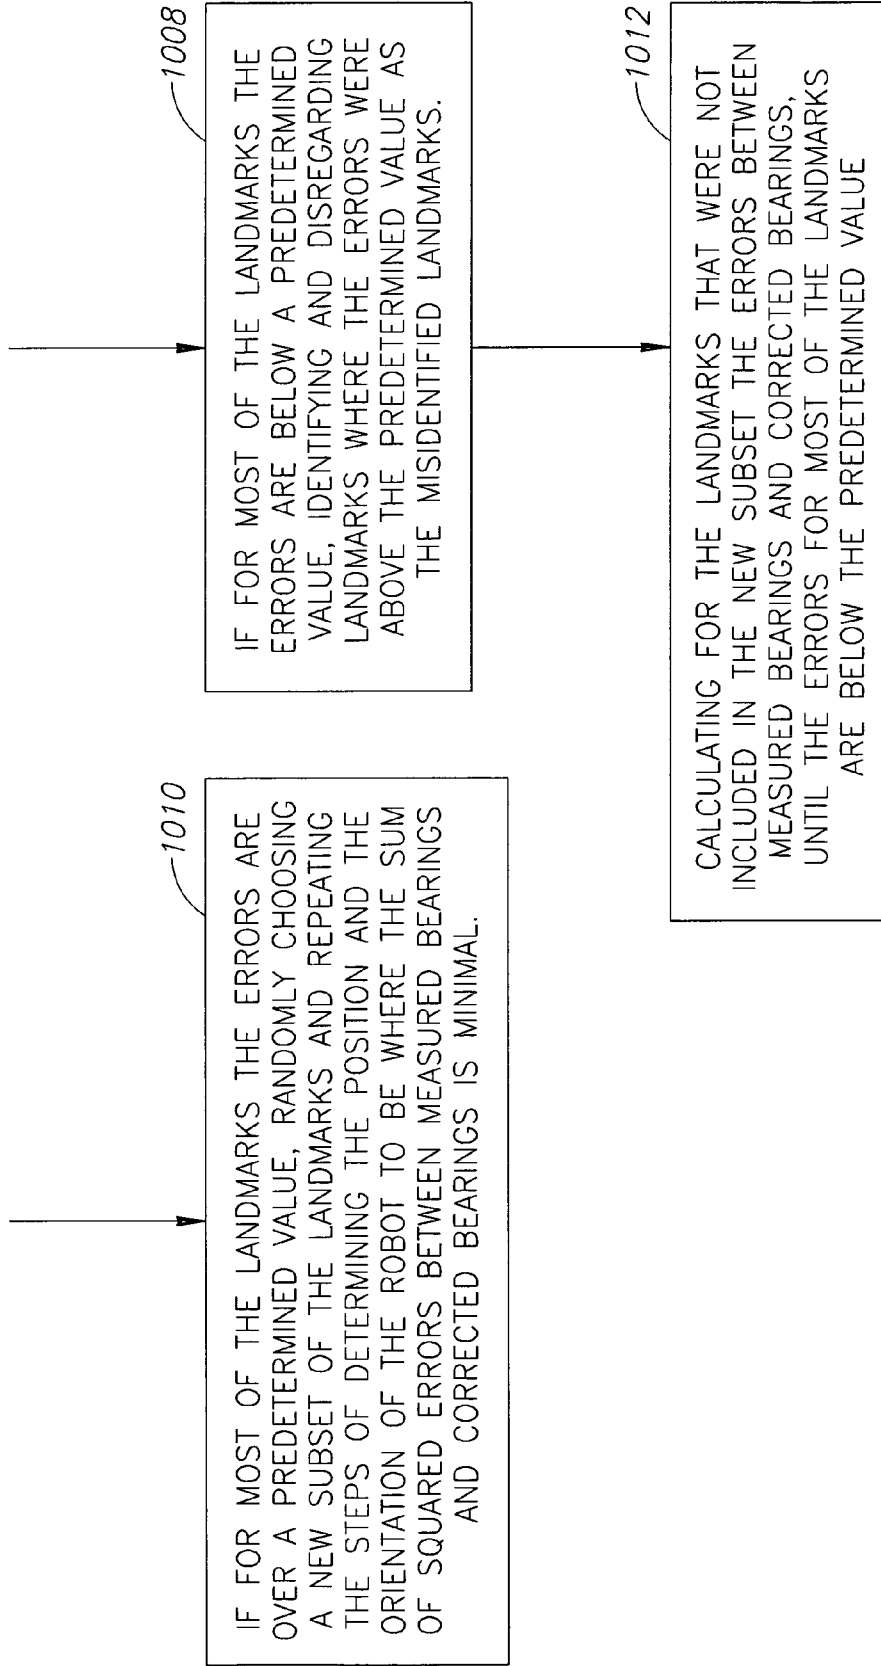 1010
IF FOR MOST OF THE LANDMARKS THE ERRORS ARE
OVER A PREDETERMINED VALUE, RANDOMLY CHOOSING
A NEW SUBSET OF THE LANDMARKS AND REPEATING
THE STEPS OF DETERMINING THE POSITION AND THE
ORIENTATION OF THE ROBOT TO BE WHERE THE SUM
OF SQUARED ERRORS BETWEEN MEASURED BEARINGS
AND CORRECTED BEARINGS IS MINIMAL.
1008
IF FOR MOST OF THE LANDMARKS THE
ERRORS ARE BELOW A PREDETERMINED
VALUE, IDENTIFYING AND DISREGARDING
LANDMARKS WHERE THE ERRORS WERE
ABOVE THE PREDETERMINED VALUE AS
THE MISIDENTIFIED LANDMARKS.
1012
CALCULATING FOR THE LANDMARKS THAT WERE NOT
INCLUDED IN THE NEW SUBSET THE ERRORS BETWEEN
MEASURED BEARINGS AND CORRECTED BEARINGS,
UNTIL THE ERRORS FOR MOST OF THE LANDMARKS
ARE BELOW THE PREDETERMINED VALUE